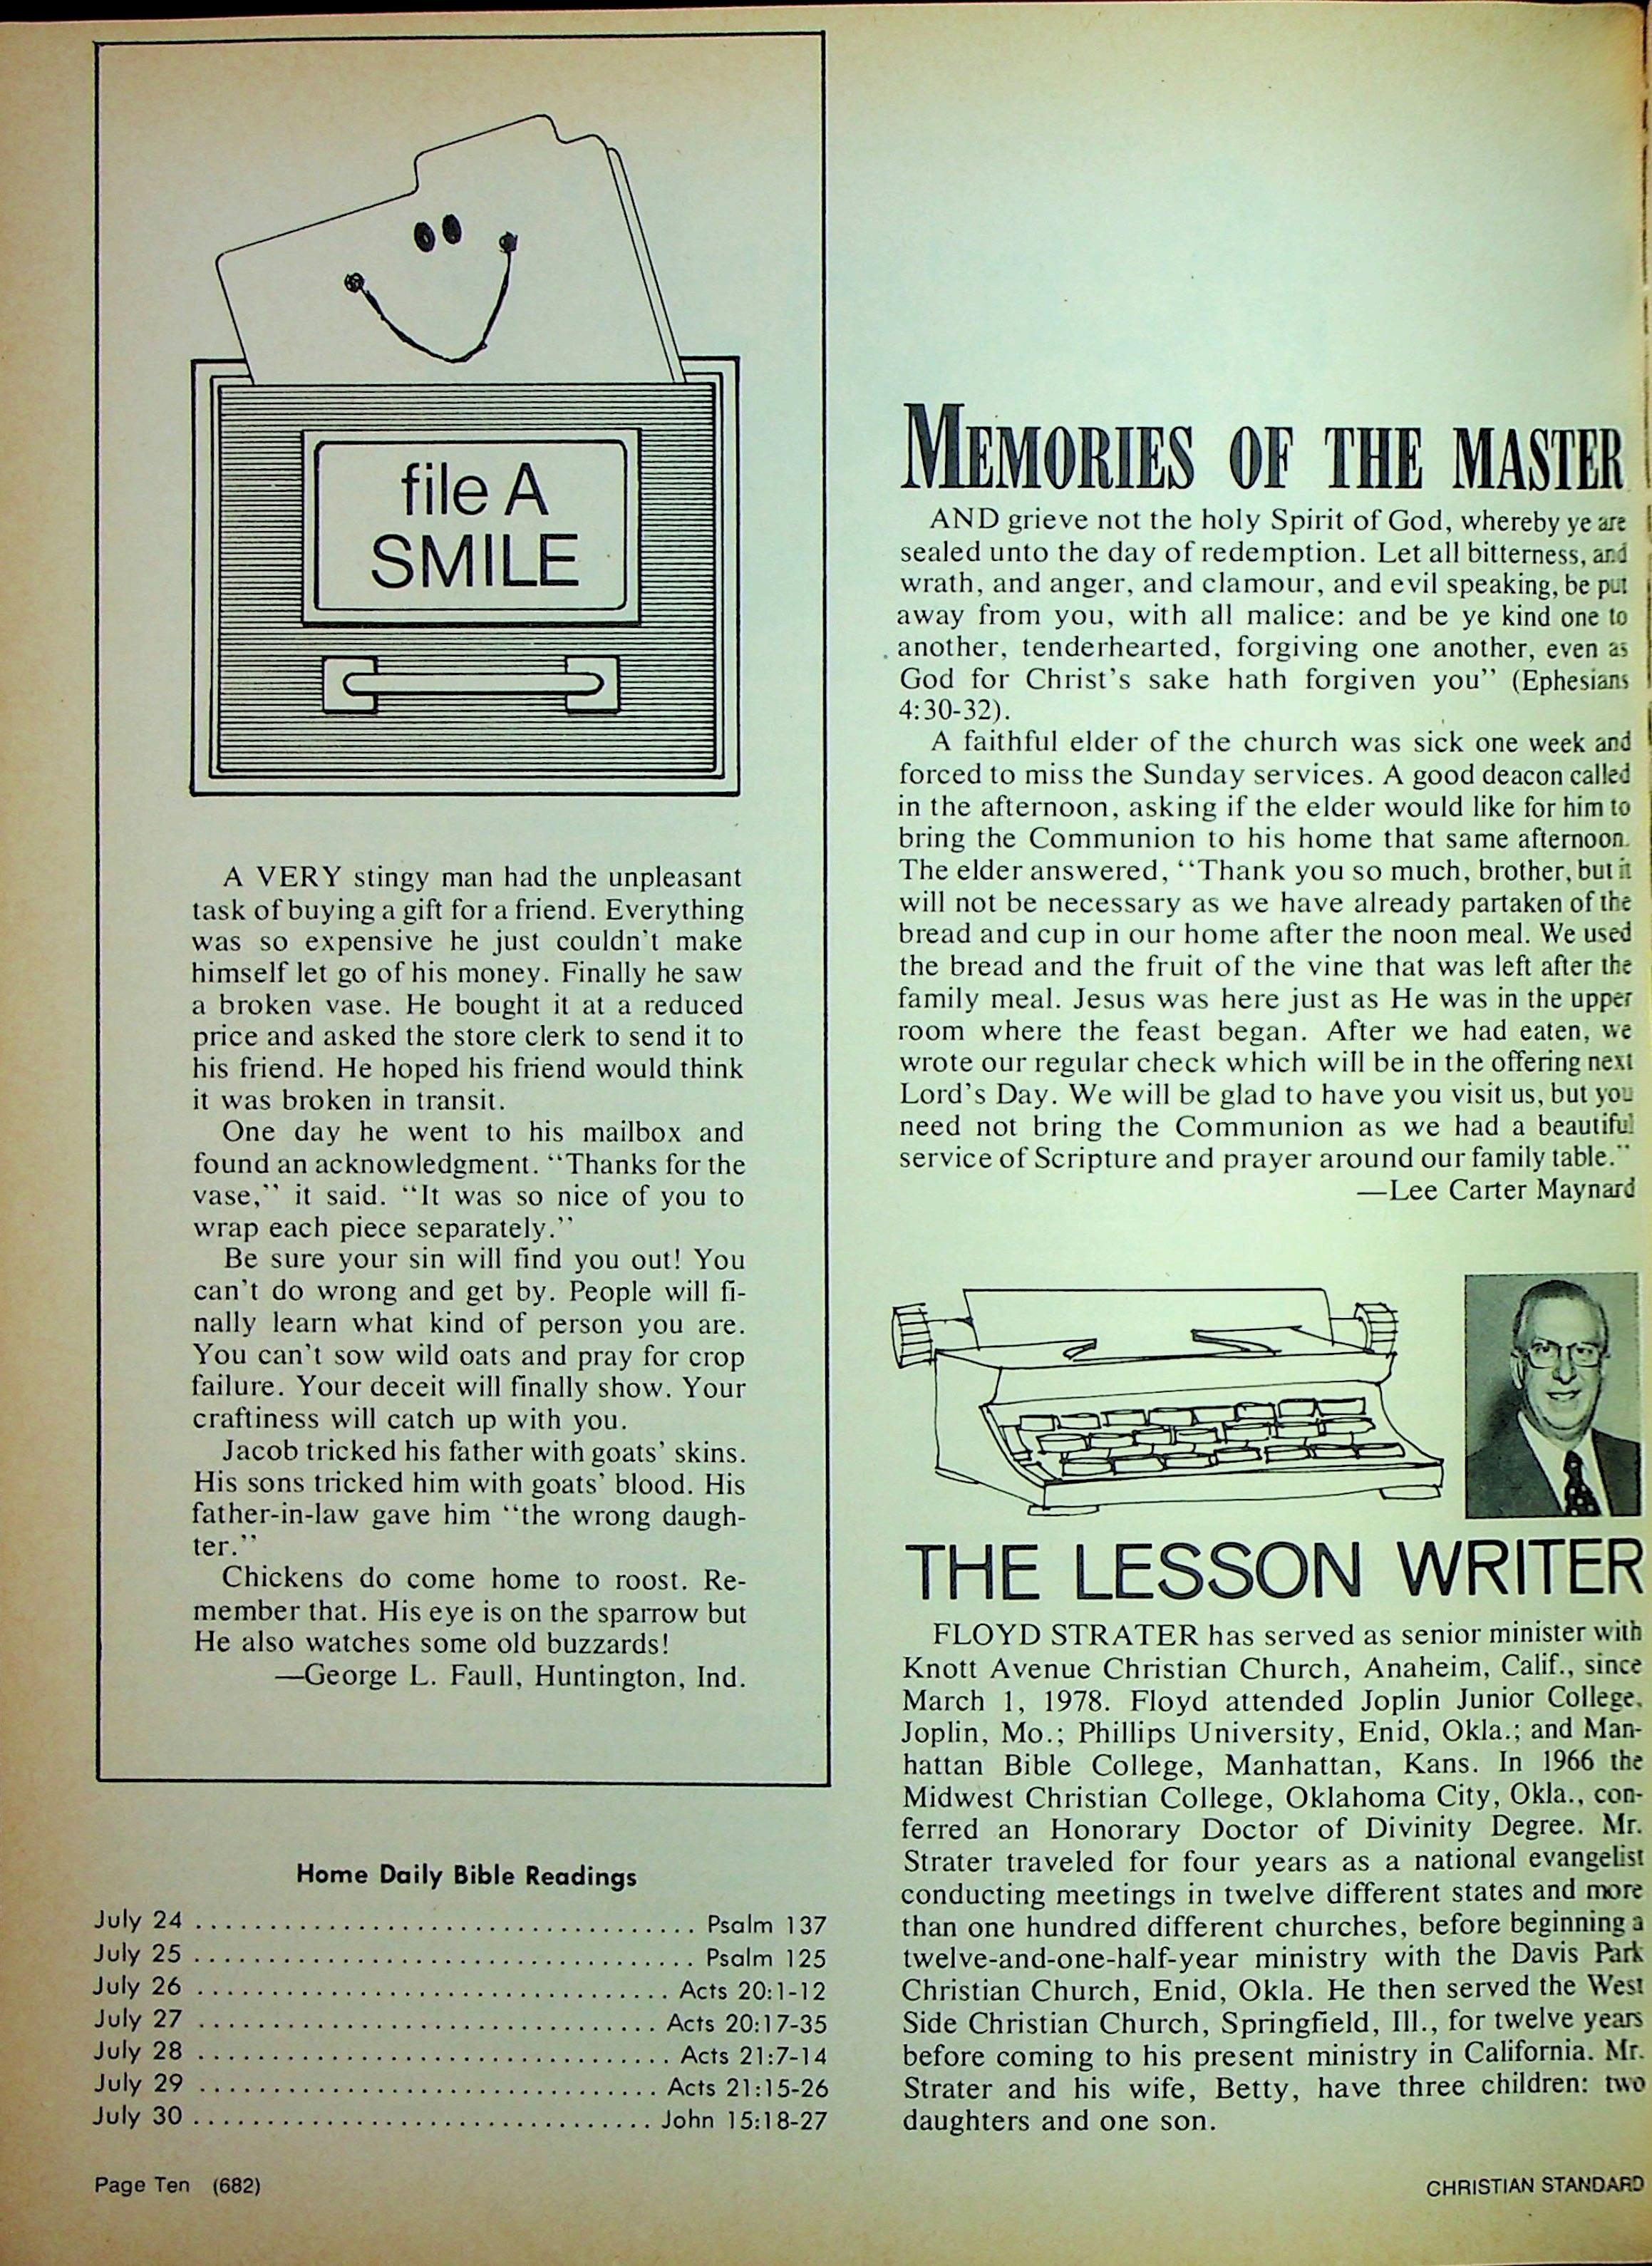 file A
SMILE
A VERY stingy man had the unpleasant
task of buying a gift for a friend. Everything
was so expensive he just couldn't make
himself let go of his money. Finally he saw
a broken vase. He bought it at a reduced
price and asked the store clerk to send it to
his friend. He hoped his friend would think
it was broken in transit.
One day he went to his mailbox and
found an acknowledgment. “Thanks for the
vase,” it said. “It was so nice of you to
wrap each piece separately.”
Be sure your sin will find you out! You
can't do wrong and get by. People will fi-
nally learn what kind of person you are.
You can't sow wild oats and pray for crop
failure. Your deceit will finally show. Your
craftiness will catch up with you.
Jacob tricked his father with goats' skins.
His sons tricked him with goats' blood. His
father-in-law gave him “the wrong daugh-
ter.”
Chickens do come home to roost. Re-
member that. His eye is on the sparrow but
He also watches some old buzzards!
—George L. Faull, Huntington, Ind.
Home Daily Bible Readings
July 24 .................................. Psalm 137
July 25 .................................. Psalm 125
July 26 ................................ Acts 20:1-12
July 27 ............................... Acts 20:17-35
July 28 ................................ Acts 21:7-14
July 29 ............................... Acts 21:15-26
July 30 ............................... John 15:18-27
MEMORIES OF THE MASTER
AND grieve not the holy Spirit of God, whereby ye are
sealed unto the day of redemption. Let all bitterness, and
wrath, and anger, and clamour, and evil speaking, be put
away from you, with all malice: and be ye kind one to
another, tenderhearted, forgiving one another, even as
God for Christ's sake hath forgiven you” (Ephesians
4:30-32).
A faithful elder of the church was sick one week and
forced to miss the Sunday services. A good deacon called
in the afternoon, asking if the elder would like for him to
bring the Communion to his home that same afternoon.
The elder answered, “Thank you so much, brother, but it
will not be necessary as we have already partaken of the
bread and cup in our home after the noon meal. We used
the bread and the fruit of the vine that was left after the
family meal. Jesus was here just as He was in the upper
room where the feast began. After we had eaten, we
wrote our regular check which will be in the offering next
Lord's Day. We will be glad to have you visit us, but you
need not bring the Communion as we had a beautiful
service of Scripture and prayer around our family table.”
—Lee Carter Maynard
THE LESSON WRITER
FLOYD STRATER has served as senior minister with
Knott Avenue Christian Church, Anaheim, Calif., since
March 1, 1978. Floyd attended Joplin Junior College,
Joplin, Mo.; Phillips University, Enid, Okla.; and Man-
hattan Bible College, Manhattan, Kans. In 1966 the
Midwest Christian College, Oklahoma City, Okla., con-
ferred an Honorary Doctor of Divinity Degree. Mr.
Strater traveled for four years as a national evangelist
conducting meetings in twelve different states and more
than one hundred different churches, before beginning a
twelve-and-one-half-year ministry with the Davis Park
Christian Church, Enid, Okla. He then served the West
Side Christian Church, Springfield, Ill., for twelve years
before coming to his present ministry in California. Mr.
Strater and his wife, Betty, have three children: two
daughters and one son.
Page Ten (682)
CHRISTIAN STANDARD